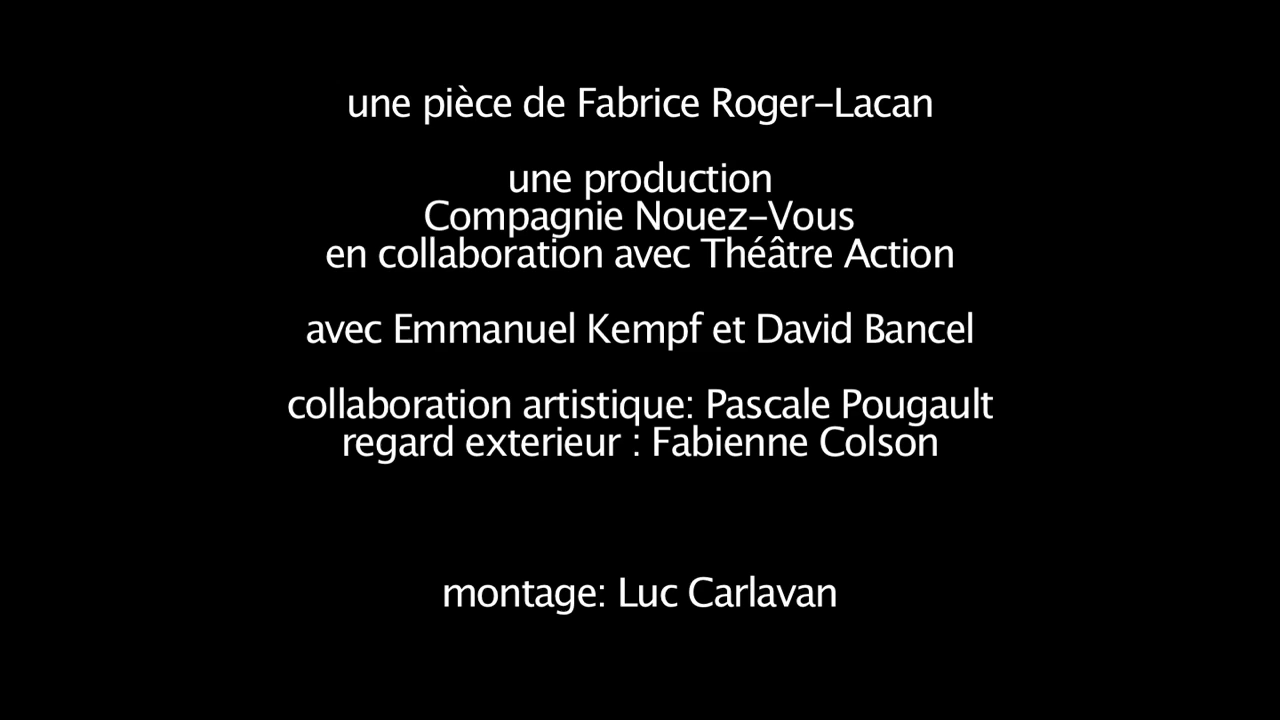 une pièce de Fabrice Roger-Lacan
une production
Compagnie Nouez-Vous
en collaboration avec Théâtre Action
avec Emmanuel Kempf et David Bancel
collaboration artistique: Pascale Pougault
regard exterieur : Fabienne Colson
montage: Luc Carlavan